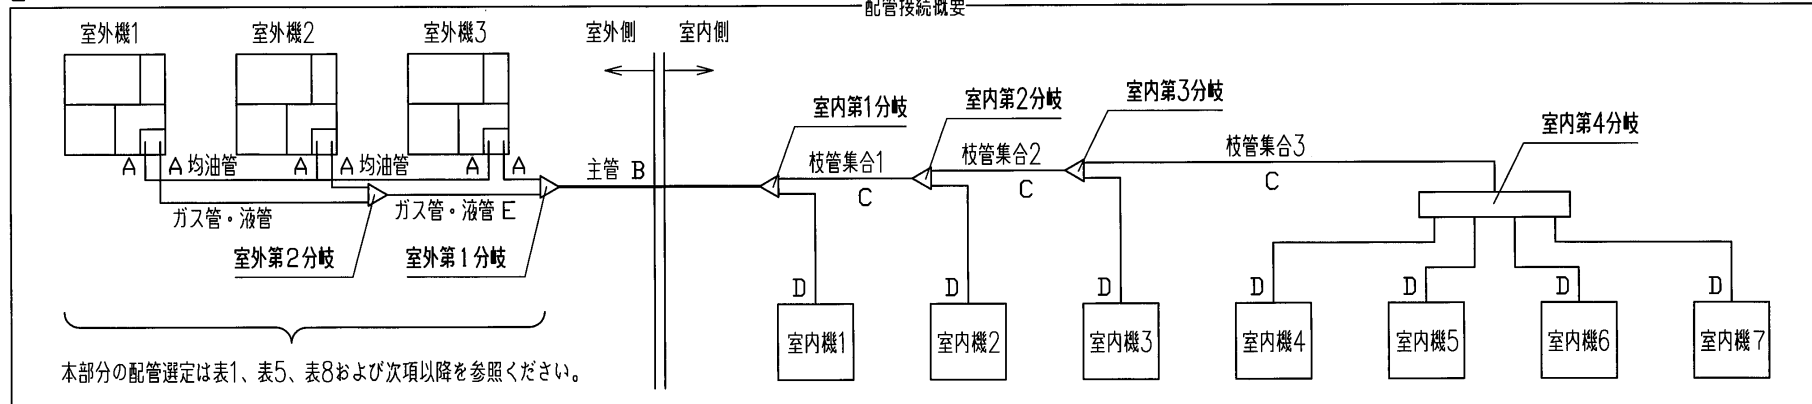 配管接続概要
室外機1
室外機2
室外機3
室外側
室内側
室内第1分岐
室内第2分岐
室内第3分岐
室内第4分岐
A
A 均油管
A
A 均油管
A
A
主管 B
枝管集合1
C
枝管集合2
C
枝管集合3
C
ガス管・液管
ガス管・液管 E
室外第2分岐
室外第1分岐
D
D
D
D
D
D
D
室内機1
室内機2
室内機3
室内機4
室内機5
室内機6
室内機7
本部分の配管選定は表1、表5、表8および次項以降を参照ください。